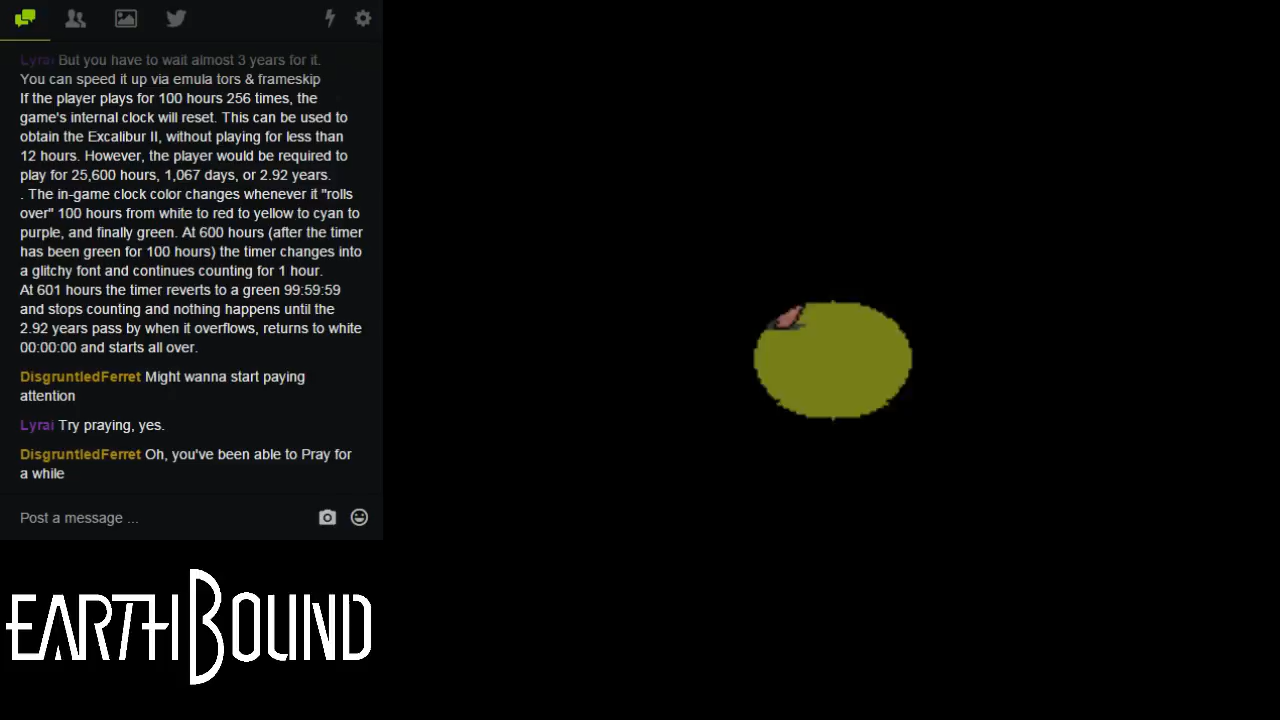 Lyrai But you have to wait almost 3 years for it.
You can speed it up via emula tors & frameskip
If the player plays for 100 hours 256 times, the
game's internal clock will reset. This can be used to
obtain the Excalibur II, without playing for less than
12 hours. However, the player would be required to
play for 25,600 hours, 1,067 days, or 2.92 years.
. The in-game clock color changes whenever it "rolls
over" 100 hours from white to red to yellow to cyan to
purple, and finally green. At 600 hours (after the timer
has been green for 100 hours) the timer changes into
a glitchy font and continues counting for 1 hour.
At 601 hours the timer reverts to a green 99:59:59
and stops counting and nothing happens until the
2.92 years pass by when it overflows, returns to white
00:00:00 and starts all over.
DisgruntledFerret Might wanna start paying
attention
Lyrai Try praying, yes.
DisgruntledFerret Oh, you've been able to Pray for
a while
Post a message ...
EARTHBOUND